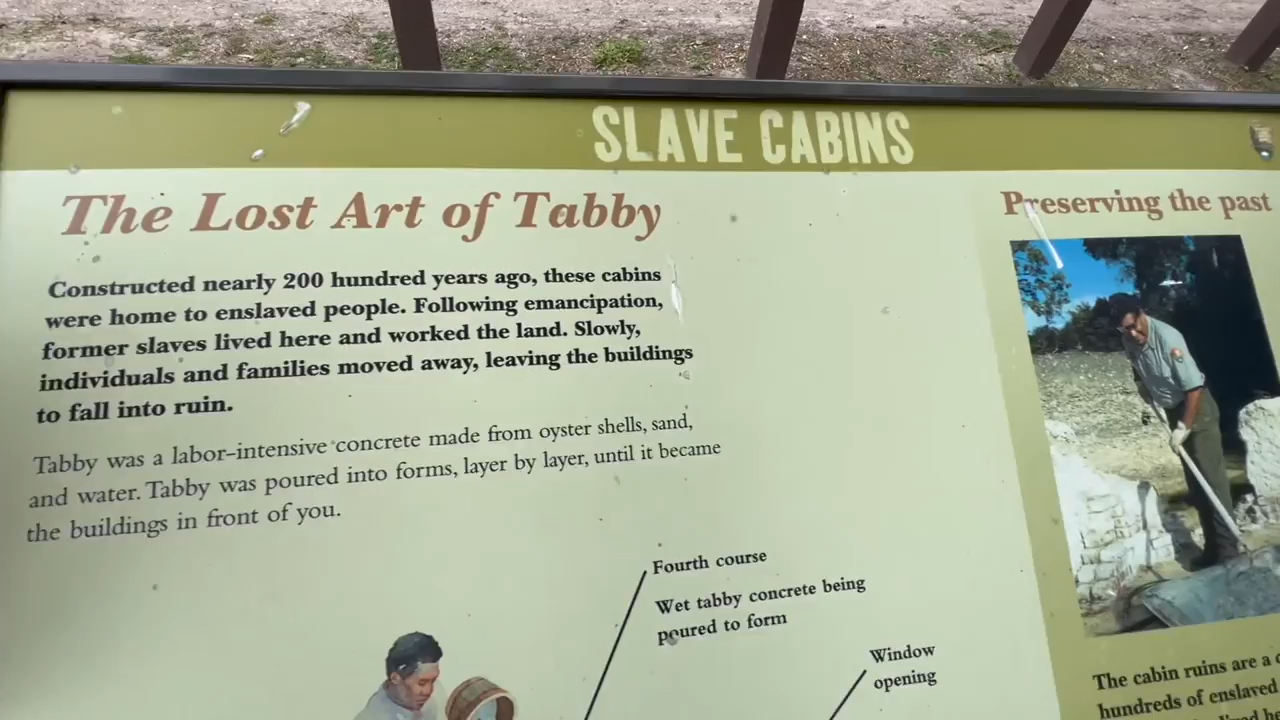 SLAVE CABINS
The Lost Art of Tabby
Constructed nearly 200 hundred years ago, these cabins
were home to enslaved people. Following emancipation,
former slaves lived here and worked the land. Slowly,
individuals and families moved away, leaving the buildings
to fall into ruin.
Tabby was a labor-intensive concrete made from oyster shells, sand,
and water. Tabby was poured into forms, layer by layer, until it became
the buildings in front of you.
Fourth course
Wet tabby concrete being
poured to form
Window
opening
Preserving the past
The cabin ruins are a
hundreds of enslaved